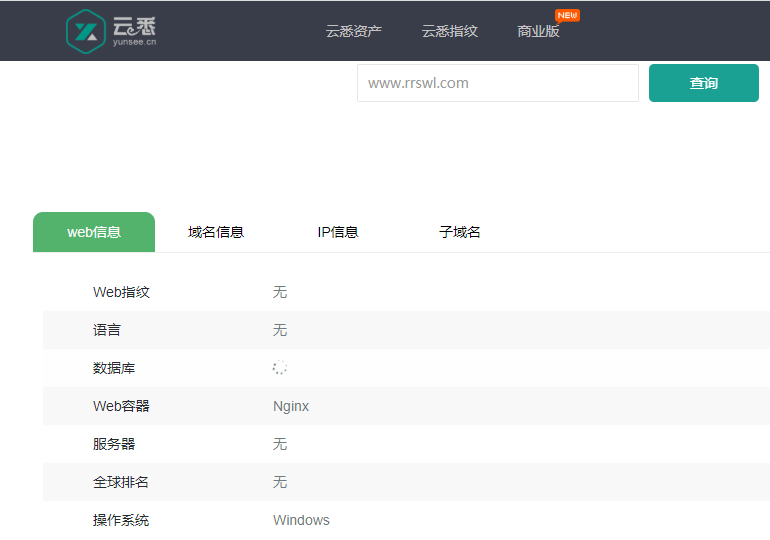 云悉
yunsee.cn
云悉资产 云悉指纹 商业版 NEW
www.rrswl.com 查询
web信息 域名信息 IP信息 子域名
Web指纹 无
语言 无
数据库
Web容器 Nginx
服务器 无
全球排名 无
操作系统 Windows